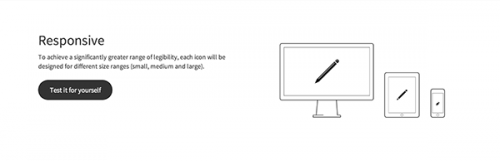 Responsive
To achieve a significantly greater range of legibility, each icon will be
designed for different size ranges (small, medium and large).
Test it for yourself